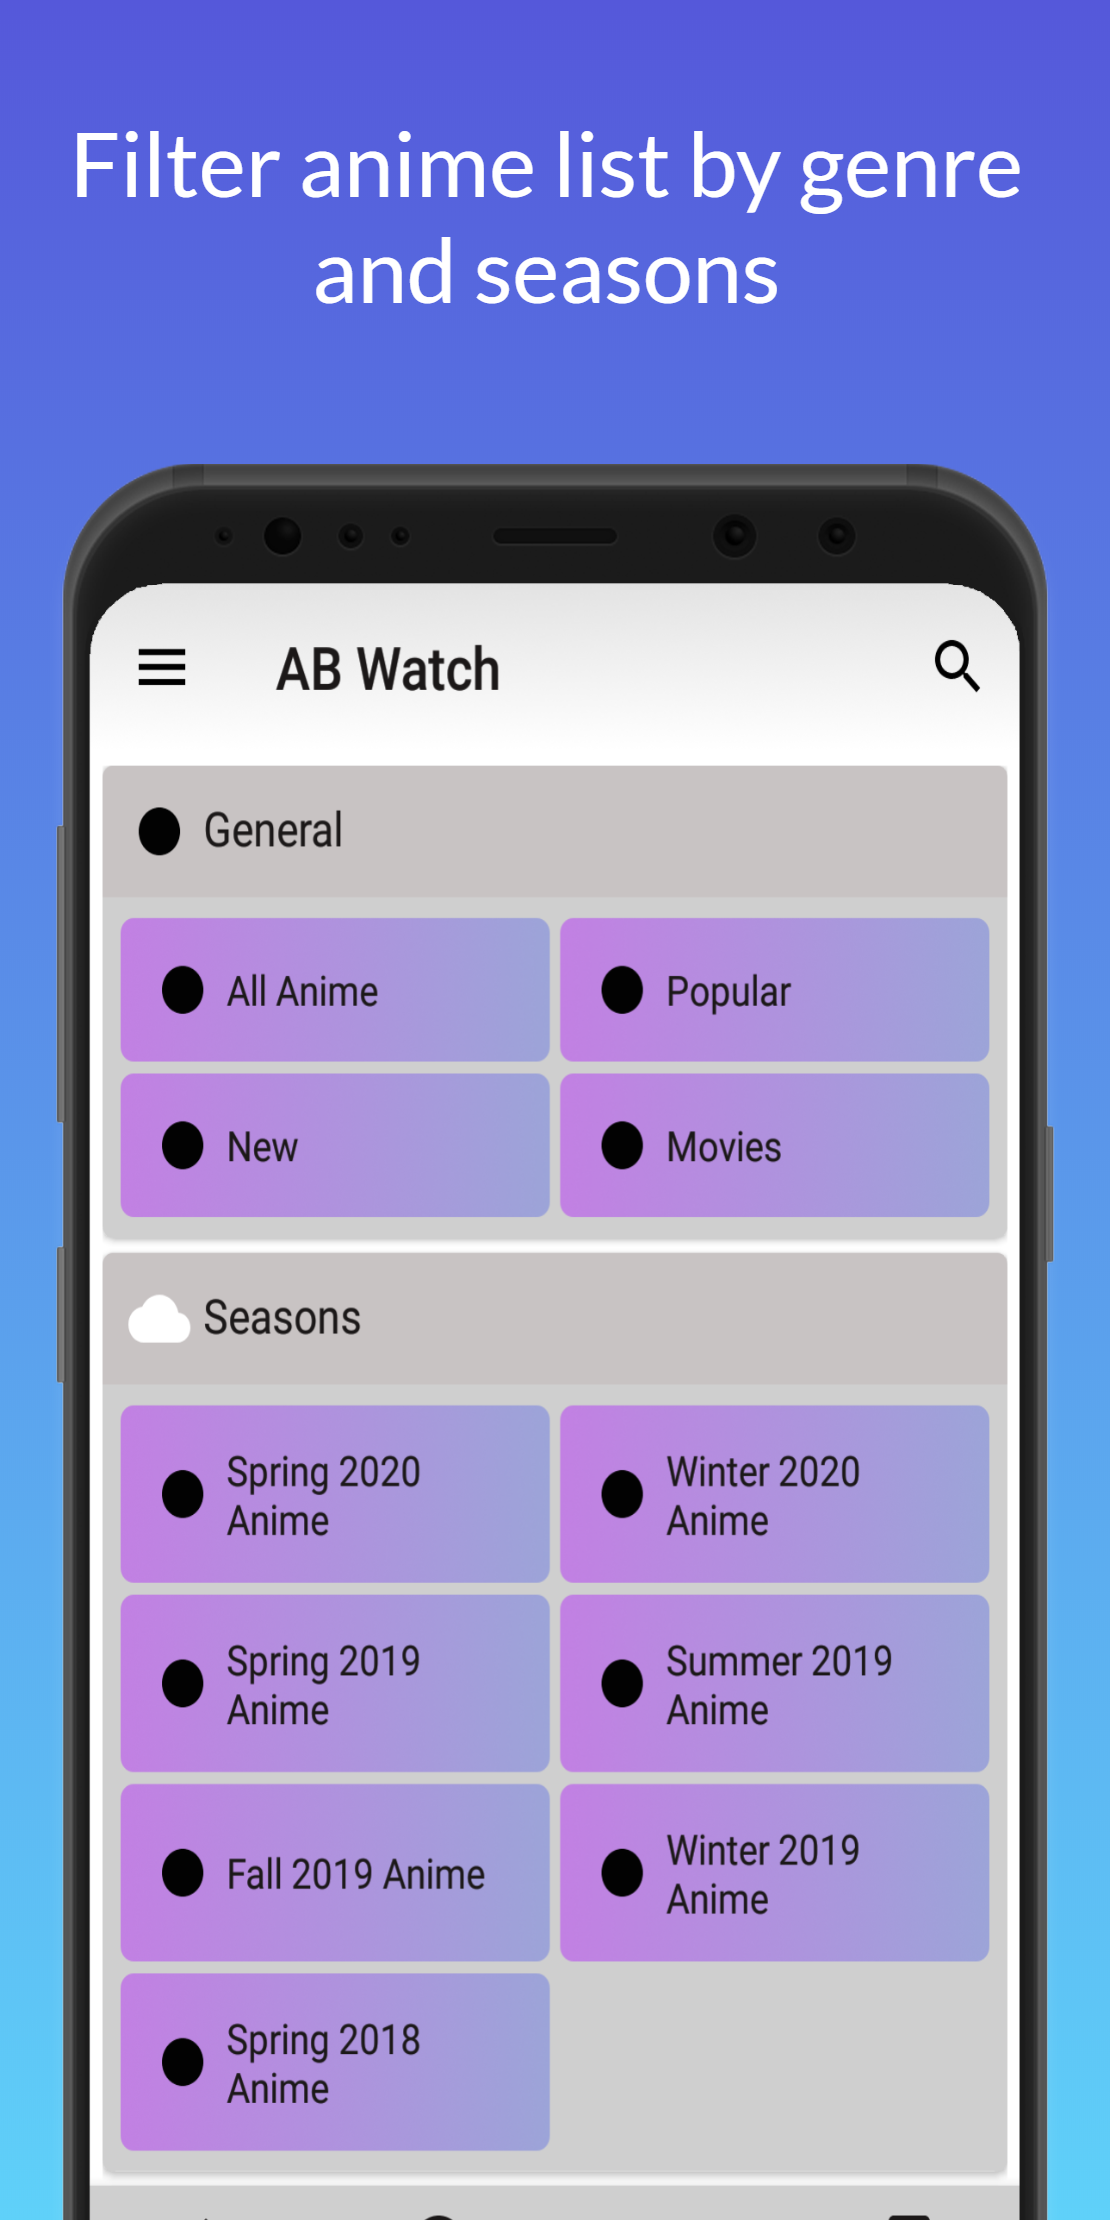 Filter anime list by genre
and seasons
AB Watch
General
All Anime
Popular
New
Movies
Seasons
Spring 2020
Anime
Winter 2020
Anime
Spring 2019
Anime
Summer 2019
Anime
Fall 2019 Anime
Winter 2019
Anime
Spring 2018
Anime